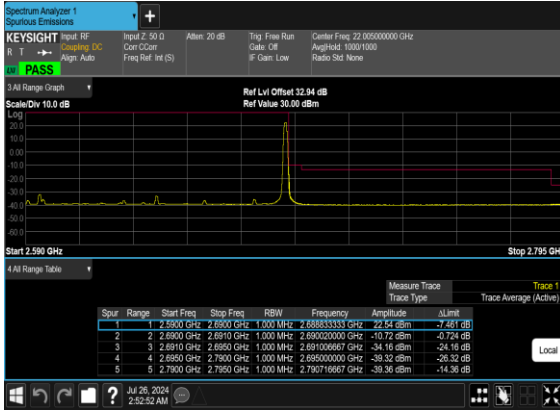 Spectrum Analyzer 1
Spurious Emissions
+
KEYSIGHT Input: RF Input Z: 50 Ω Atten: 20 dB Trig: Free Run Center Freq: 22.005000000 GHz
R T Coupling: DC Corr CCorr Gate: Off Avg|Hold: 1000/1000
Align: Auto Freq Ref: Int (S) IF Gain: Low Radio Std: None
PASS
3 All Range Graph
Ref Lvl Offset 32.94 dB
Scale/Div 10.0 dB Ref Value 30.00 dBm
Log
20.0
10.0
0.00
-10.0
-20.0
-30.0
-40.0
-50.0
-60.0
Start 2.590 GHz Stop 2.795 GH
4 All Range Table
Measure Trace Trace 1
Trace Type Trace Average (Active)
Spur Range Start Freq Stop Freq RBW Frequency Amplitude ΔLimit
1 1 2.5900 GHz 2.6900 GHz 1.000 MHz 2.688833333 GHz 22.54 dBm -7.461 dB
2 2 2.6900 GHz 2.6910 GHz 1.000 MHz 2.690020000 GHz -10.72 dBm -0.724 dB
3 3 2.6910 GHz 2.6950 GHz 1.000 MHz 2.691006667 GHz -34.16 dBm -24.16 dB
4 4 2.6950 GHz 2.7900 GHz 1.000 MHz 2.695000000 GHz -39.32 dBm -26.32 dB
5 5 2.7900 GHz 2.7950 GHz 1.000 MHz 2.790716667 GHz -39.36 dBm -14.36 dB
Local
? Jul 26, 2024
2:52:52 AM